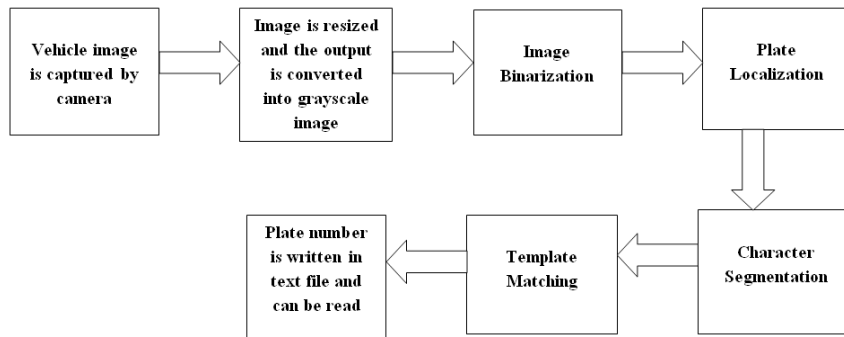 Vehicle image
is captured by
camera
Image is resized
and the output
is converted
into grayscale
image
Image
Binarization
Plate
Localization
Character
Segmentation
Template
Matching
Plate number
is written in
text file and
can be read